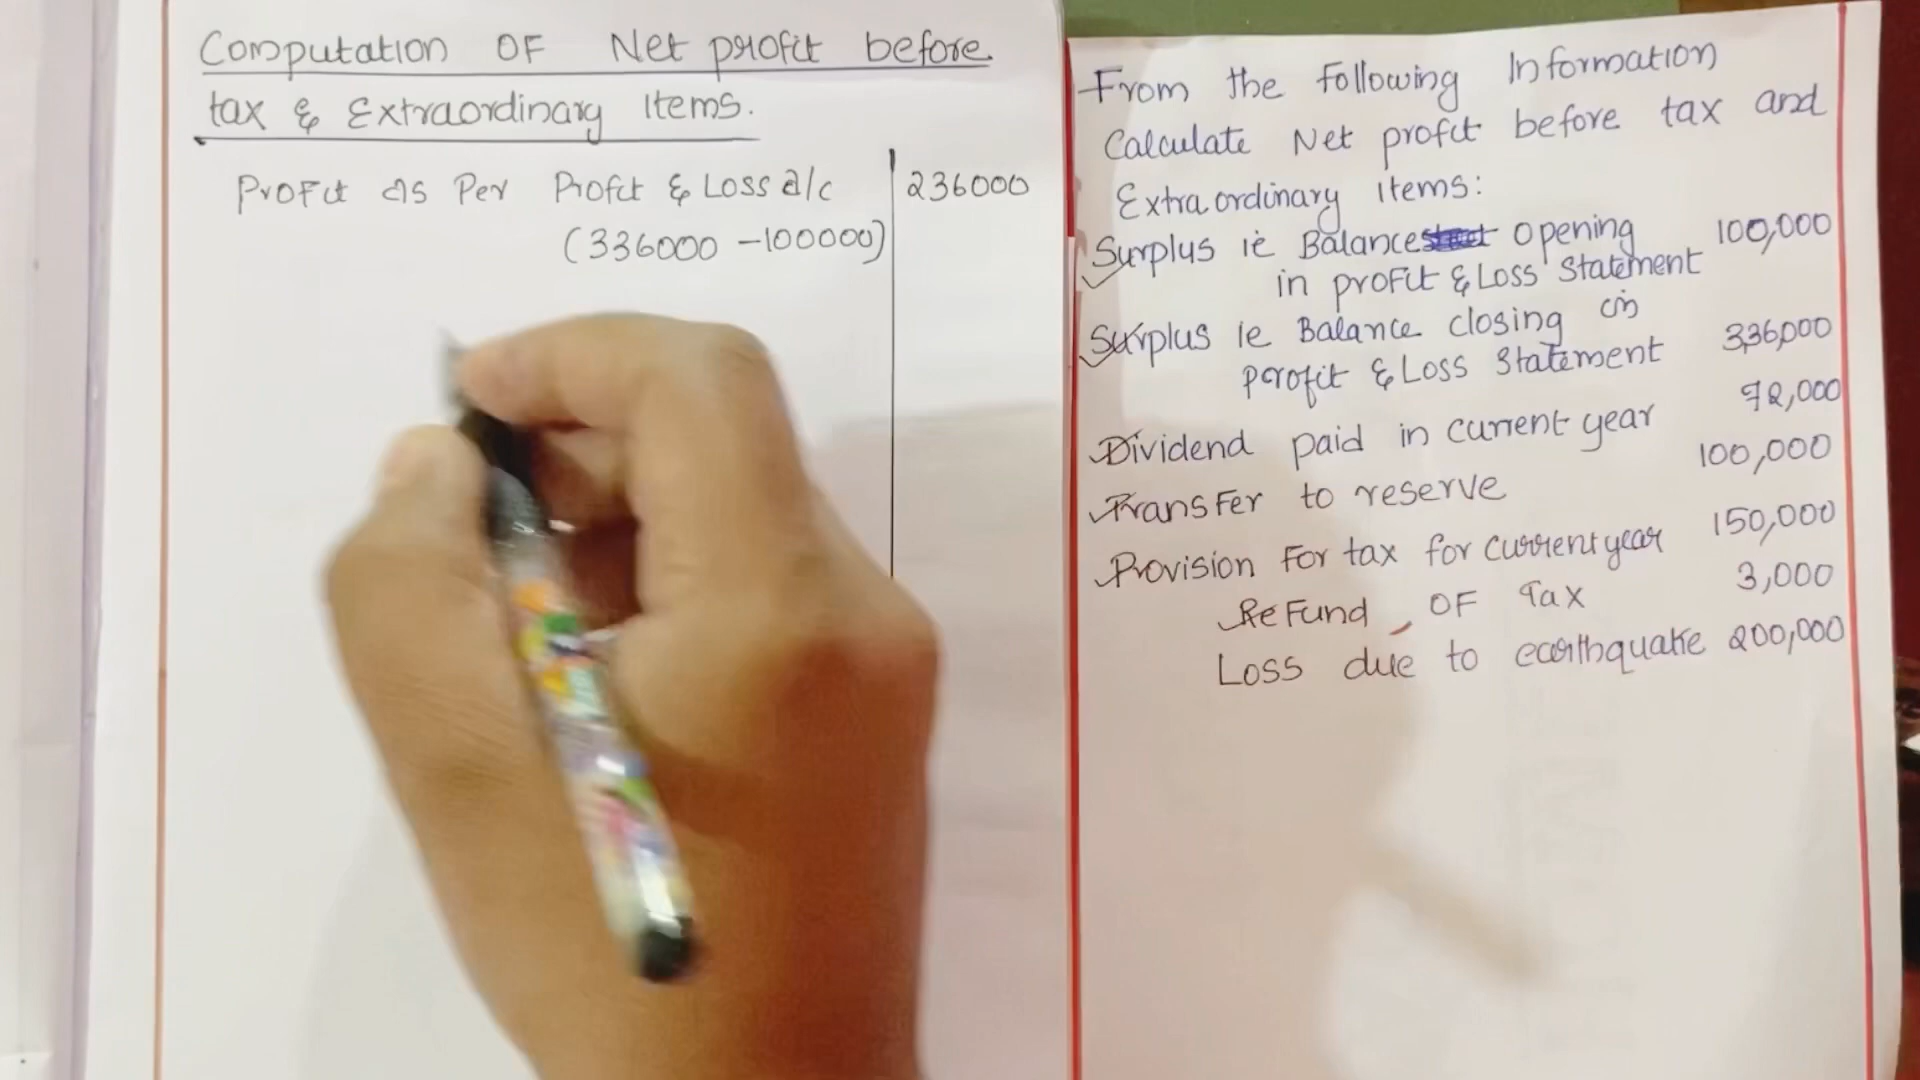 Computation OF Net profit before
tax & Extraordinary Items.
Profit as Per Profit & Loss a/c 236000
(336000 - 100000)
From the Following Information
Calculate Net profit before tax and
Extraordinary Items:
Surplus ie Balance opening 100,000
in profit & Loss Statement
Surplus ie Balance closing in
profit & Loss Statement 336,000
Dividend paid in current year 72,000
Transfer to reserve 100,000
Provision For tax for current year 150,000
Refund OF Tax 3,000
Loss due to earthquake 200,000